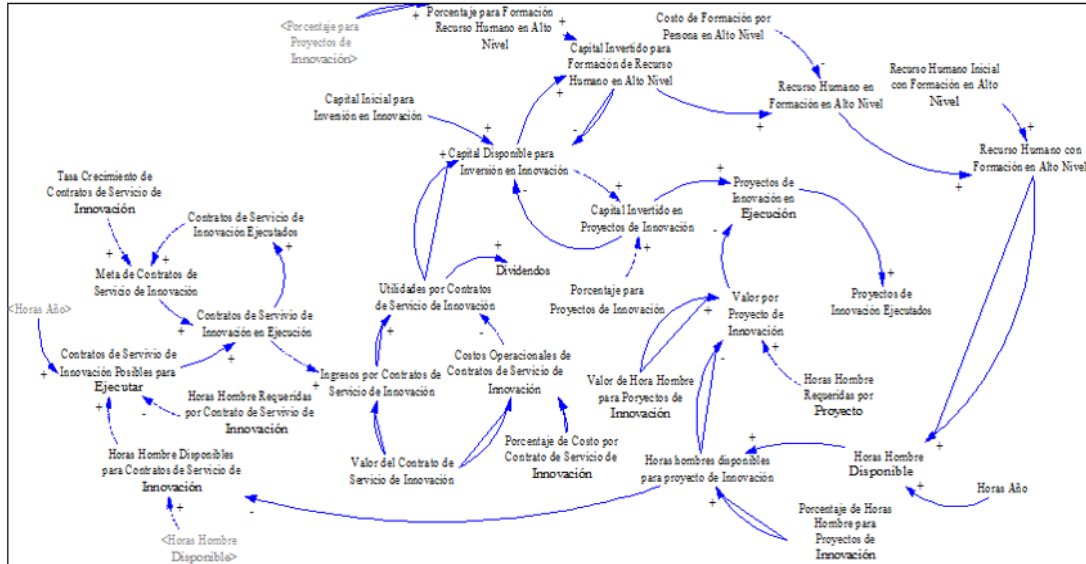 <Porcentaje para
Proyectos de
Innovación>
Porcentaje para Formación
Recurso Humano en Alto
Nivel
Capital Invertido para
Formación de Recurso
Humano en Alto Nivel
Costo de Formación por
Persona en Alto Nivel
Recurso Humano en
Formación en Alto Nivel
Recurso Humano Inicial
con Formación en Alto
Nivel
Recurso Humano con
Formación en Alto Nivel
Capital Inicial para
Inversión en Innovación
Capital Disponible para
Inversión en Innovación
Capital Invertido en
Proyectos de Innovación
Proyectos de
Innovación en
Ejecución
Proyectos de
Innovación Ejecutados
Tasa Crecimiento de
Contratos de Servicio de
Innovación
Contratos de Servicio de
Innovación Ejecutados
Meta de Contratos de
Servicio de Innovación
<Horas Año>
Contratos de Servivio de
Innovación en Ejecución
Contratos de Servivio de
Innovación Posibles para
Ejecutar
Horas Hombre Requeridas
por Contrato de Servivio de
Innovación
Horas Hombre Disponibles
para Contratos de Servicio de
Innovación
<Horas Hombre
Disponible>
Utilidades por Contratos
de Servicio de Innovación
Dividendos
Ingresos por Contratos de
Servicio de Innovación
Costos Operacionales de
Contratos de Servicio de
Innovación
Valor del Contrato de
Servicio de Innovación
Porcentaje de Costo por
Contrato de Servicio de
Innovación
Porcentaje para
Proyectos de Innovación
Valor por
Proyecto de
Innovación
Valor de Hora Hombre
para Poryectos de
Innovación
Horas Hombre
Requeridas por
Proyecto
Horas hombres disponibles
para proyecto de Innovación
Horas Hombre
Disponible
Horas Año
Porcentaje de Horas
Hombre para
Proyectos de
Innovación